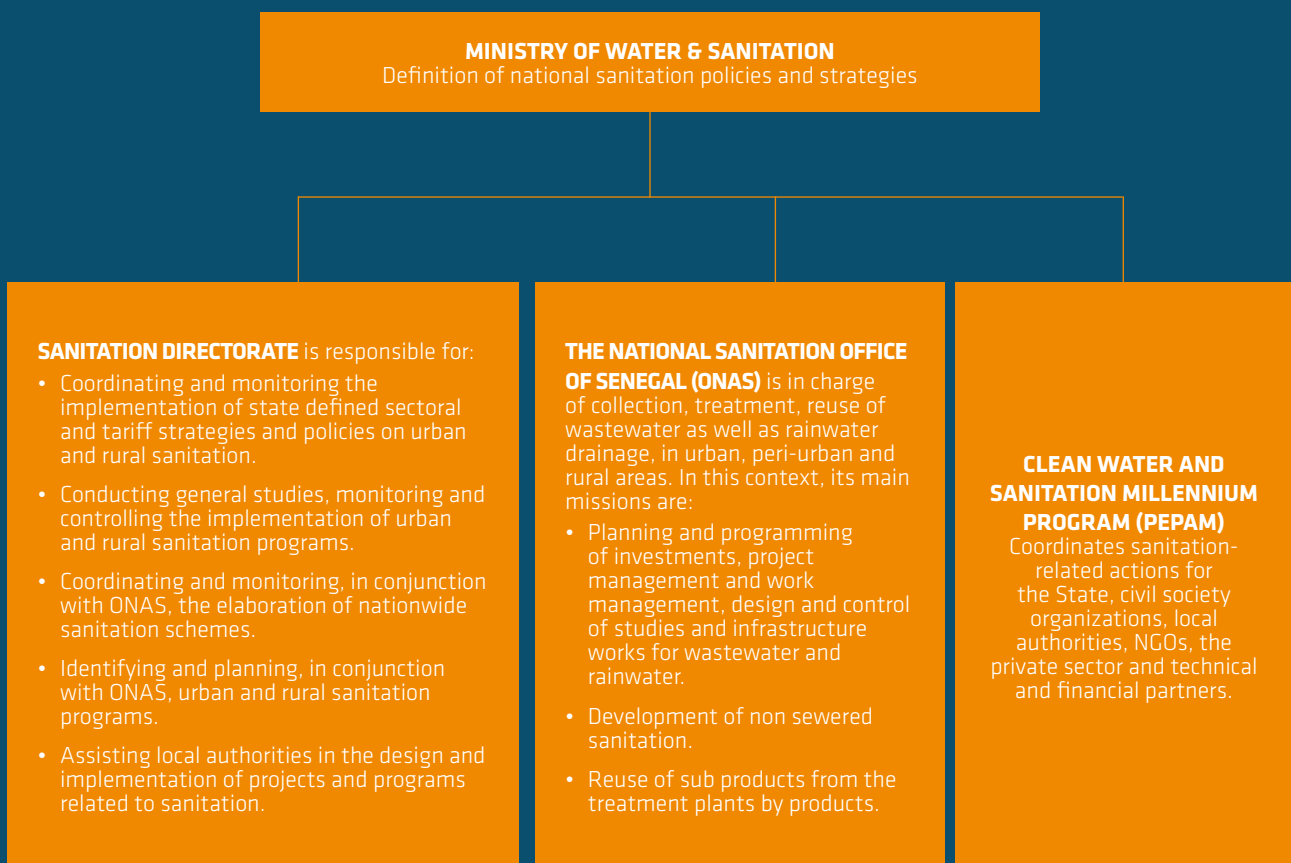 MINISTRY OF WATER & SANITATION
Definition of national sanitation policies and strategies
SANITATION DIRECTORATE is responsible for:
• Coordinating and monitoring the
implementation of state defined sectoral
and tariff strategies and policies on urban
and rural sanitation.
• Conducting general studies, monitoring and
controlling the implementation of urban
and rural sanitation programs.
• Coordinating and monitoring, in conjunction
with ONAS, the elaboration of nationwide
sanitation schemes.
• Identifying and planning, in conjunction
with ONAS, urban and rural sanitation
programs.
• Assisting local authorities in the design and
implementation of projects and programs
related to sanitation.
THE NATIONAL SANITATION OFFICE
OF SENEGAL (ONAS) is in charge
of collection, treatment, reuse of
wastewater as well as rainwater
drainage, in urban, peri-urban and
rural areas. In this context, its main
missions are:
• Planning and programming
of investments, project
management and work
management, design and control
of studies and infrastructure
works for wastewater and
rainwater.
• Development of non sewered
sanitation.
• Reuse of sub products from the
treatment plants by products.
CLEAN WATER AND
SANITATION MILLENNIUM
PROGRAM (PEPAM)
Coordinates sanitation-
related actions for
the State, civil society
organizations, local
authorities, NGOs, the
private sector and technical
and financial partners.